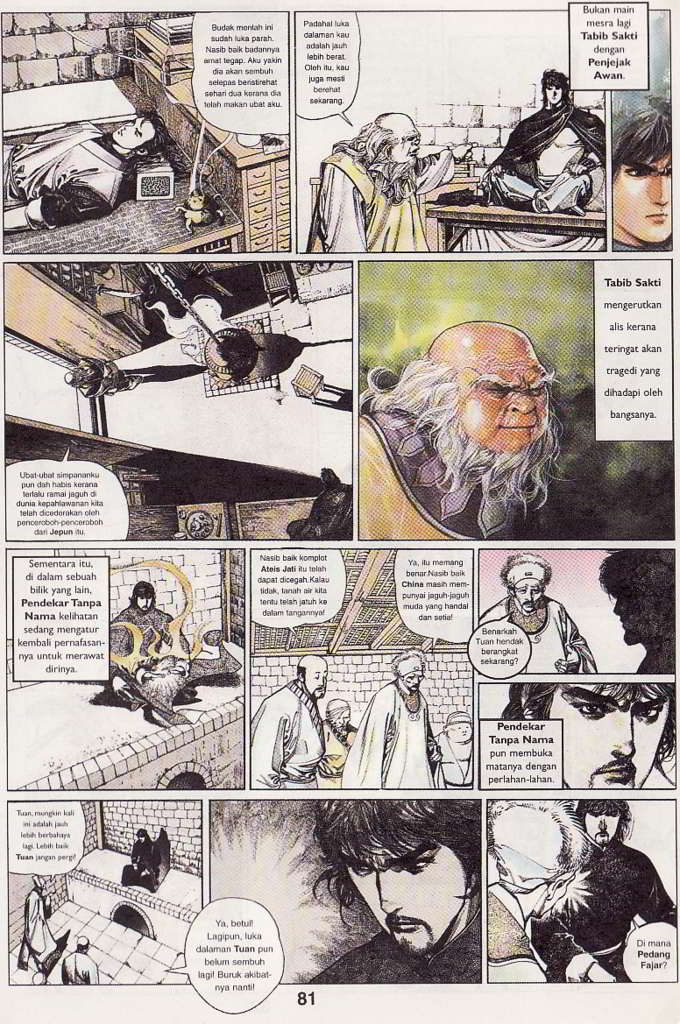 Budak mentah ini
sudah luka parah.
Nasib baik badannya
amat tegap. Aku yakin
dia akan sembuh
selepas beristirehat
sehari dua kerana dia
telah makan ubat aku.
Padahal luka
dalaman kau
adalah jauh
lebih berat.
Oleh itu, kau
juga mesti
berehat
sekarang.
Bukan main
mesra lagi
Tabib Sakti
dengan
Penjejak
Awan.
Ubat-ubat simpananku
pun dah habis kerana
terlalu ramai jaguh di
dunia kepahlawanan kita
telah dicederakan oleh
penceroboh-penceroboh
dari Jepun itu.
Tabib Sakti
mengerutkan
alis kerana
teringat akan
tragedi yang
dihadapi oleh
bangsanya.
Sementara itu,
di dalam sebuah
bilik yang lain,
Pendekar Tanpa
Nama kelihatan
sedang mengatur
kembali pernafasan-
nya untuk merawat
dirinya.
Nasib baik komplot
Ateis Jati itu telah
dapat dicegah.Kalau
tidak, tanah air kita
tentu telah jatuh ke
dalam tangannya!
Ya, itu memang
benar.Nasib baik
China masih mem-
punyai jaguh-jaguh
muda yang handal
dan setia!
Benarkah
Tuan hendak
berangkat
sekarang?
Pendekar
Tanpa Nama
pun membuka
matanya dengan
perlahan-lahan.
Tuan, mungkin kali
ini adalah jauh
lebih berbahaya
lagi. Lebih baik
Tuan jangan pergi!
Ya, betul!
Lagipun, luka
dalaman Tuan pun
belum sembuh
lagi! Buruk akibat-
nya nanti!
Di mana
Pedang
Fajar?
81